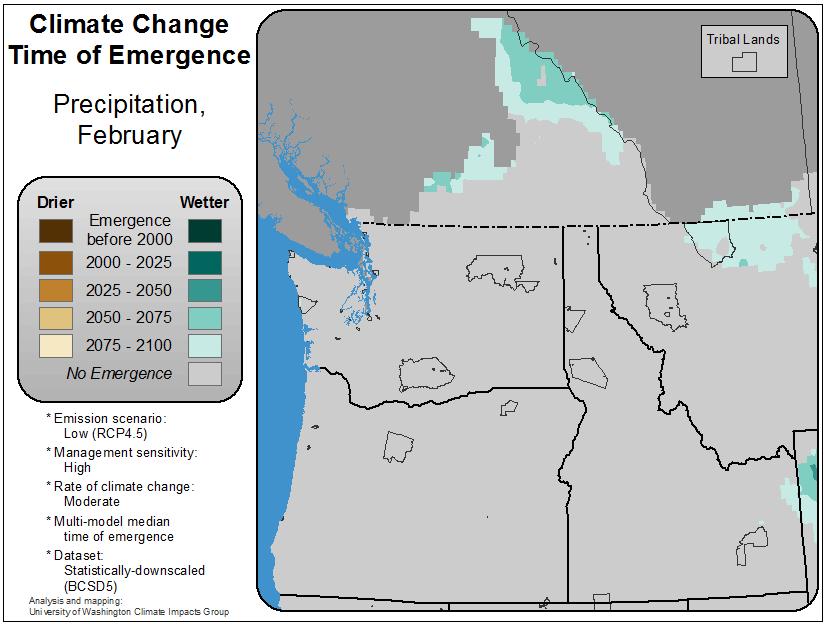 Climate Change
Time of Emergence
Precipitation,
February
Drier Wetter
Emergence
before 2000
2000 - 2025
2025 - 2050
2050 - 2075
2075 - 2100
No Emergence
* Emission scenario:
Low (RCP4.5)
* Management sensitivity:
High
* Rate of climate change:
Moderate
* Multi-model median
time of emergence
* Dataset:
Statistically-downscaled
(BCSD5)
Analysis and mapping:
University of Washington Climate Impacts Group
Tribal Lands